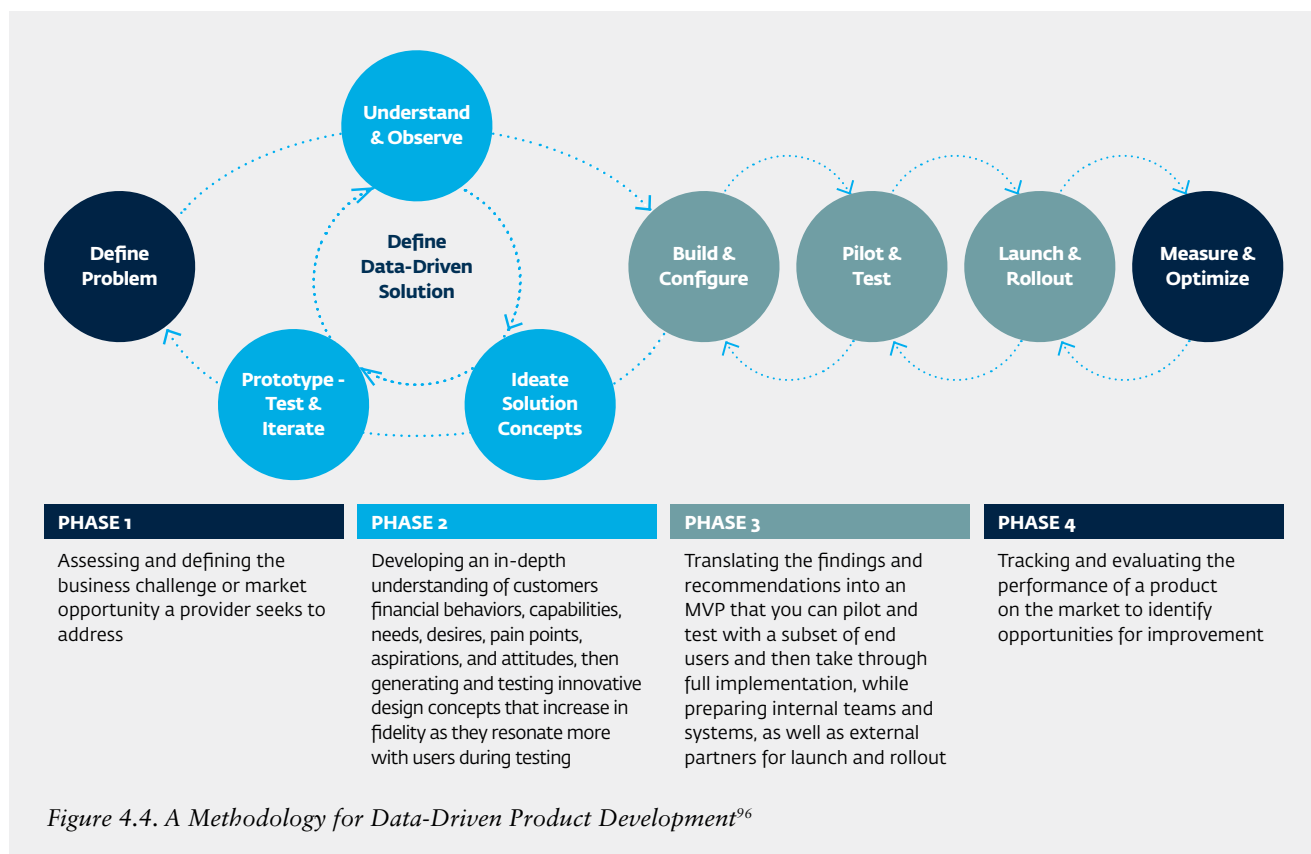 Understand
& Observe
Define
Problem
Define
Data-Driven
Solution
Build &
Configure
Pilot &
Test
Launch &
Rollout
Measure &
Optimize
Prototype -
Test &
Iterate
Ideate
Solution
Concepts
PHASE 1
Assessing and defining the
business challenge or market
opportunity a provider seeks to
address
PHASE 2
Developing an in-depth
understanding of customers
financial behaviors, capabilities,
needs, desires, pain points,
aspirations, and attitudes, then
generating and testing innovative
design concepts that increase in
fidelity as they resonate more
with users during testing
PHASE 3
Translating the findings and
recommendations into an
MVP that you can pilot and
test with a subset of end
users and then take through
full implementation, while
preparing internal teams and
systems, as well as external
partners for launch and rollout
PHASE 4
Tracking and evaluating the
performance of a product
on the market to identify
opportunities for improvement
Figure 4.4. A Methodology for Data-Driven Product Development⁹⁶